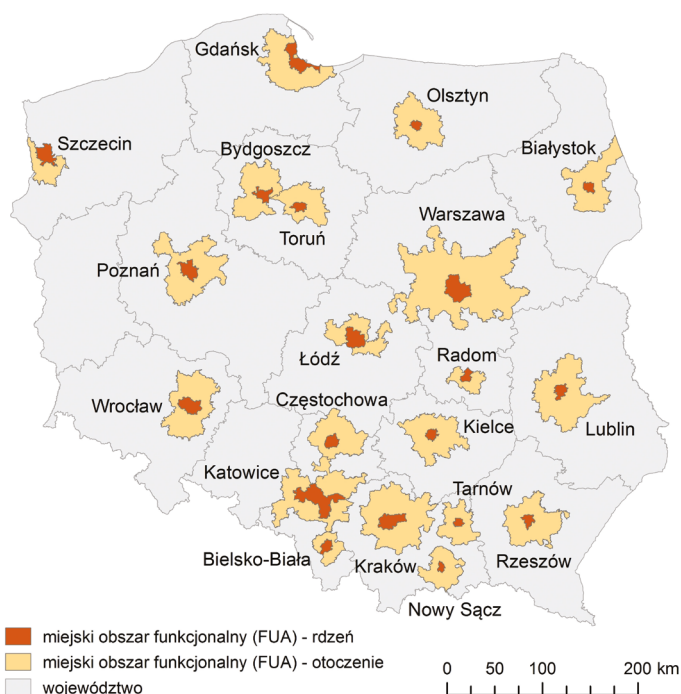 Gdańsk
Olsztyn
Szczecin
Bydgoszcz
Białystok
Toruń
Warszawa
Poznań
Łódź
Radom
Wrocław
Częstochowa
Kielce
Lublin
Katowice
Tarnów
Bielsko-Biała
Kraków
Rzeszów
Nowy Sącz
miejski obszar funkcjonalny (FUA) - rdzeń
miejski obszar funkcjonalny (FUA) - otoczenie
województwo
0 50 100 200 km